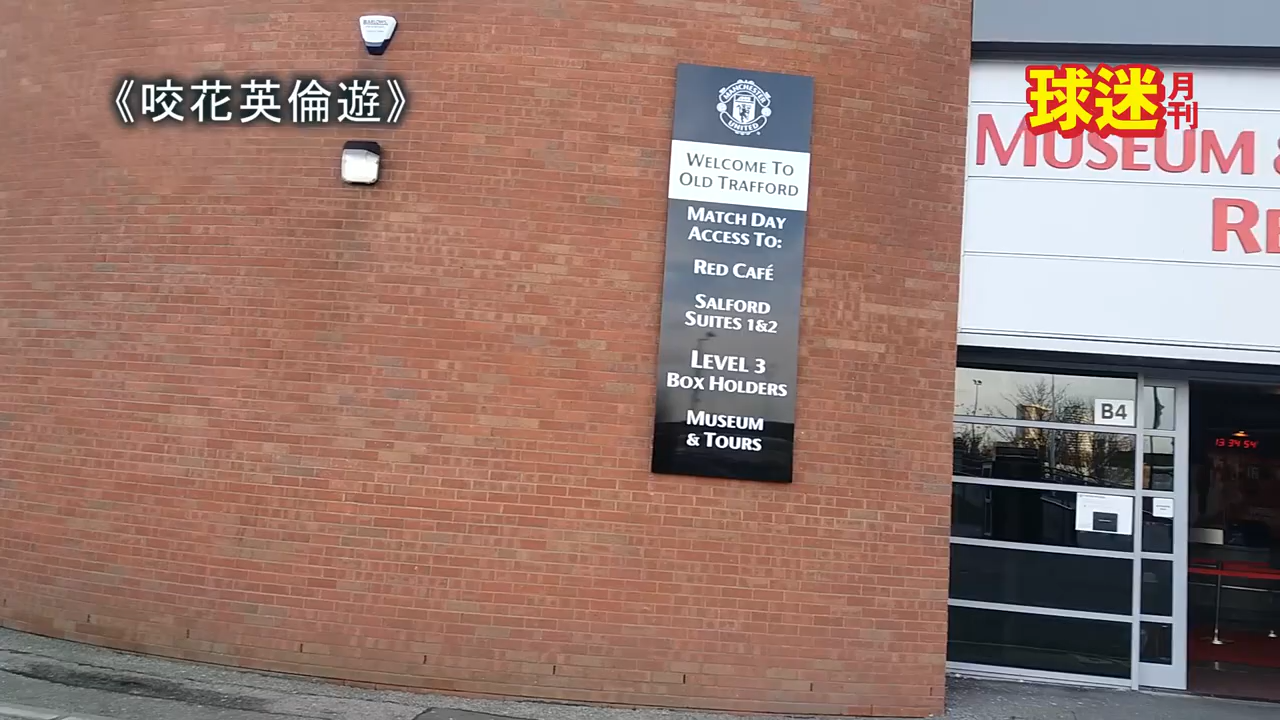 《咬花英倫遊》
球迷月刊
MANCHESTER
UNITED
WELCOME TO
OLD TRAFFORD
MATCH DAY
ACCESS TO:
RED CAFÉ
SALFORD
SUITES 1&2
LEVEL 3
BOX HOLDERS
MUSEUM
& TOURS
MUSEUM &
RE
B4
13 34 54